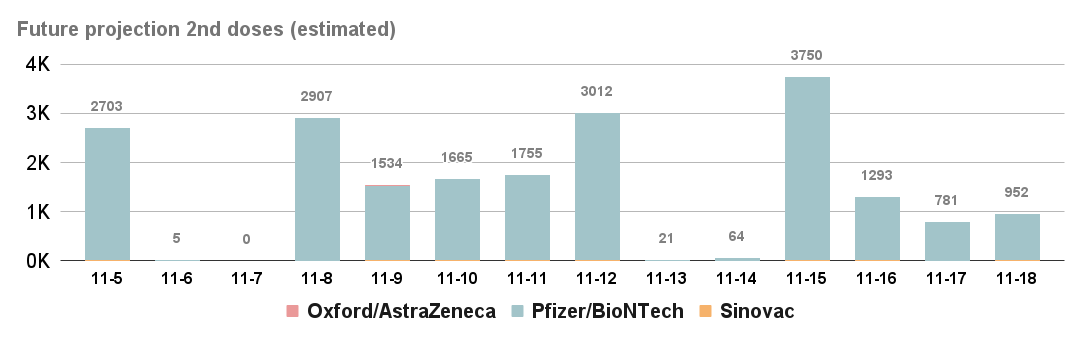 Future projection 2nd doses (estimated)
4K
3K
2K
1K
0K
2703
5
0
2907
1534
1665
1755
3012
21
64
3750
1293
781
952
11-5 11-6 11-7 11-8 11-9 11-10 11-11 11-12 11-13 11-14 11-15 11-16 11-17 11-18
Oxford/AstraZeneca Pfizer/BioNTech Sinovac